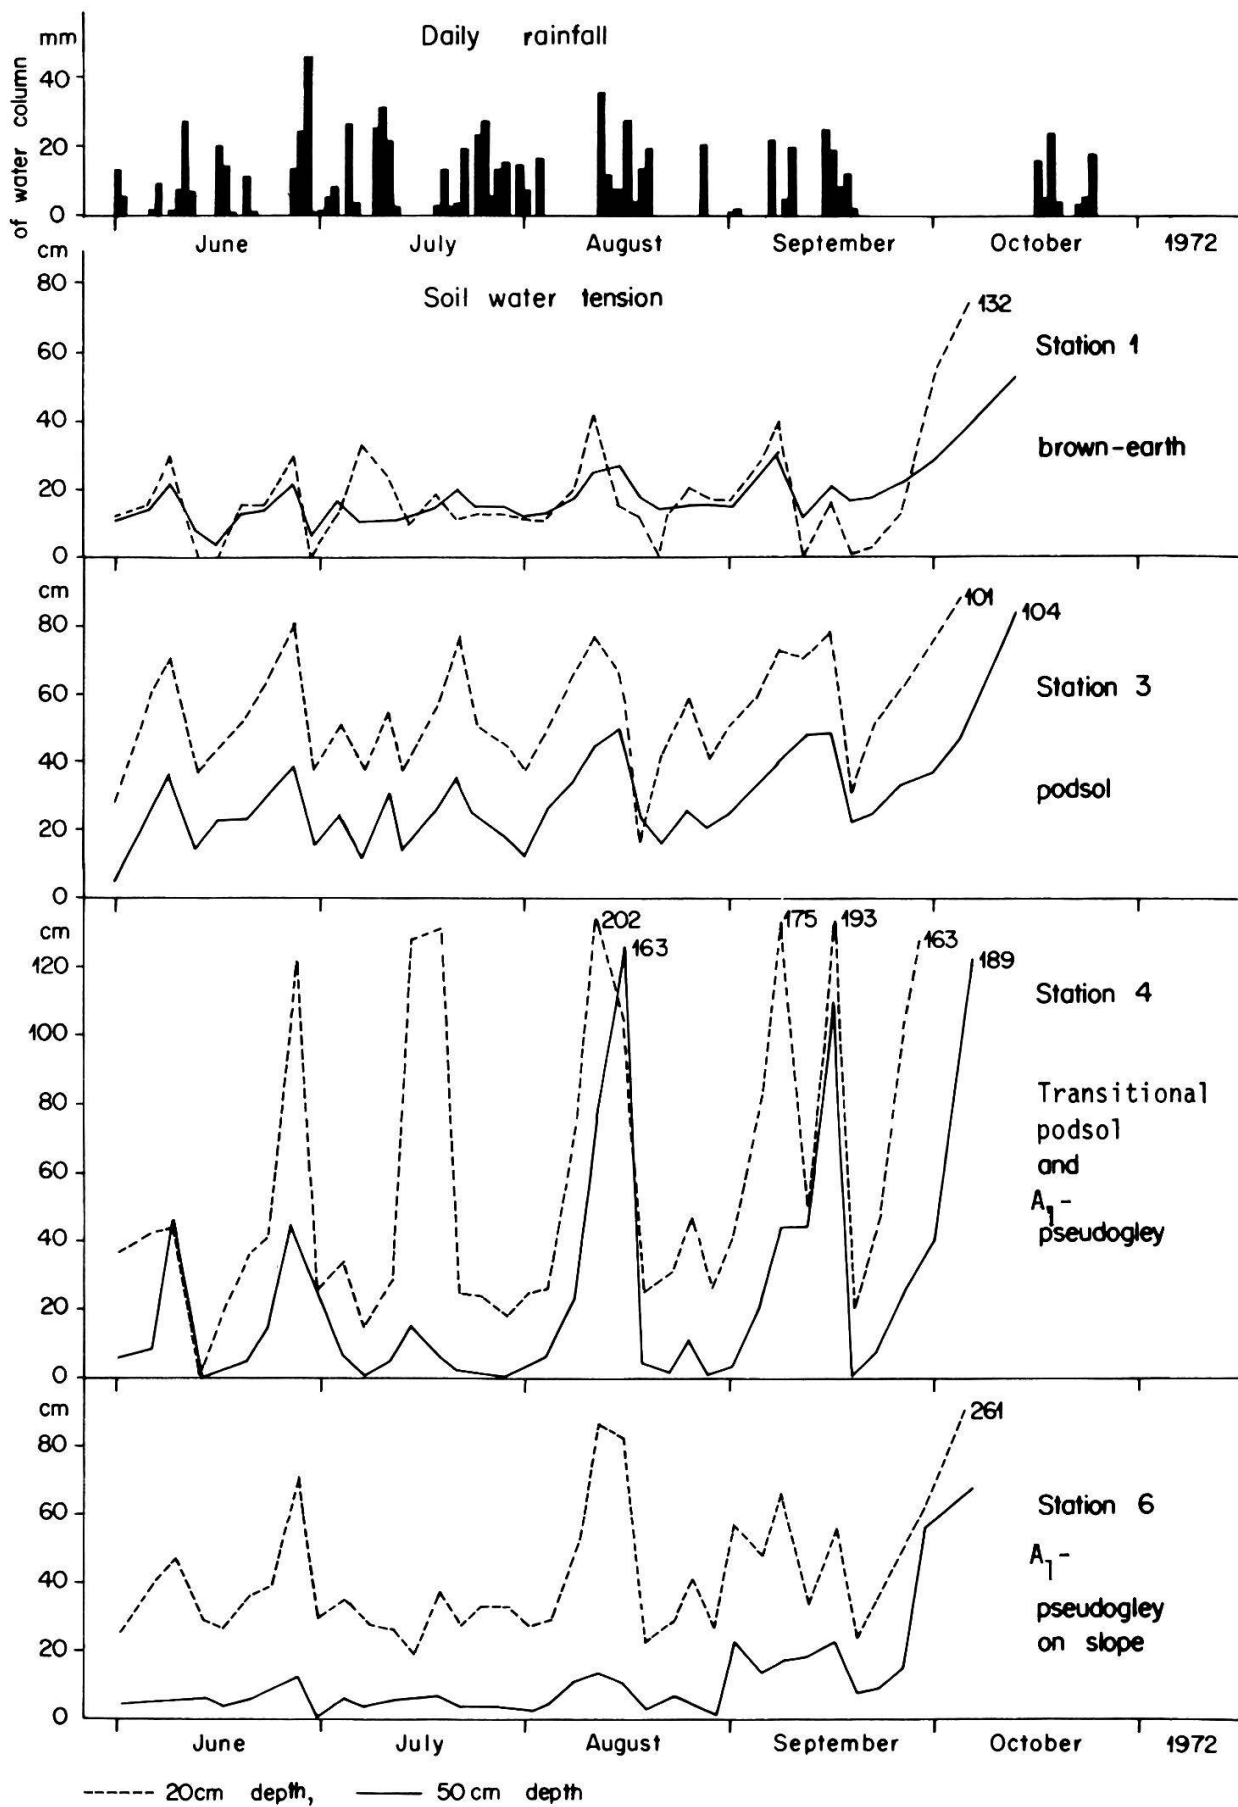 mm Daily rainfall
of water column
40
20
0
June July August September October 1972
cm
80 Soil water tension
132
60 Station 1
40
brown-earth
20
0
cm
101 104
80
Station 3
60
40
podsol
20
0
cm 202 175 193 163
163
120 189
Station 4
100
80 Transitional
podsol
60 and
A1-
40 pseudogley
20
0
cm 261
80
60 Station 6
A1-
40
pseudogley
20 on slope
0
June July August September October 1972
20cm depth, 50cm depth